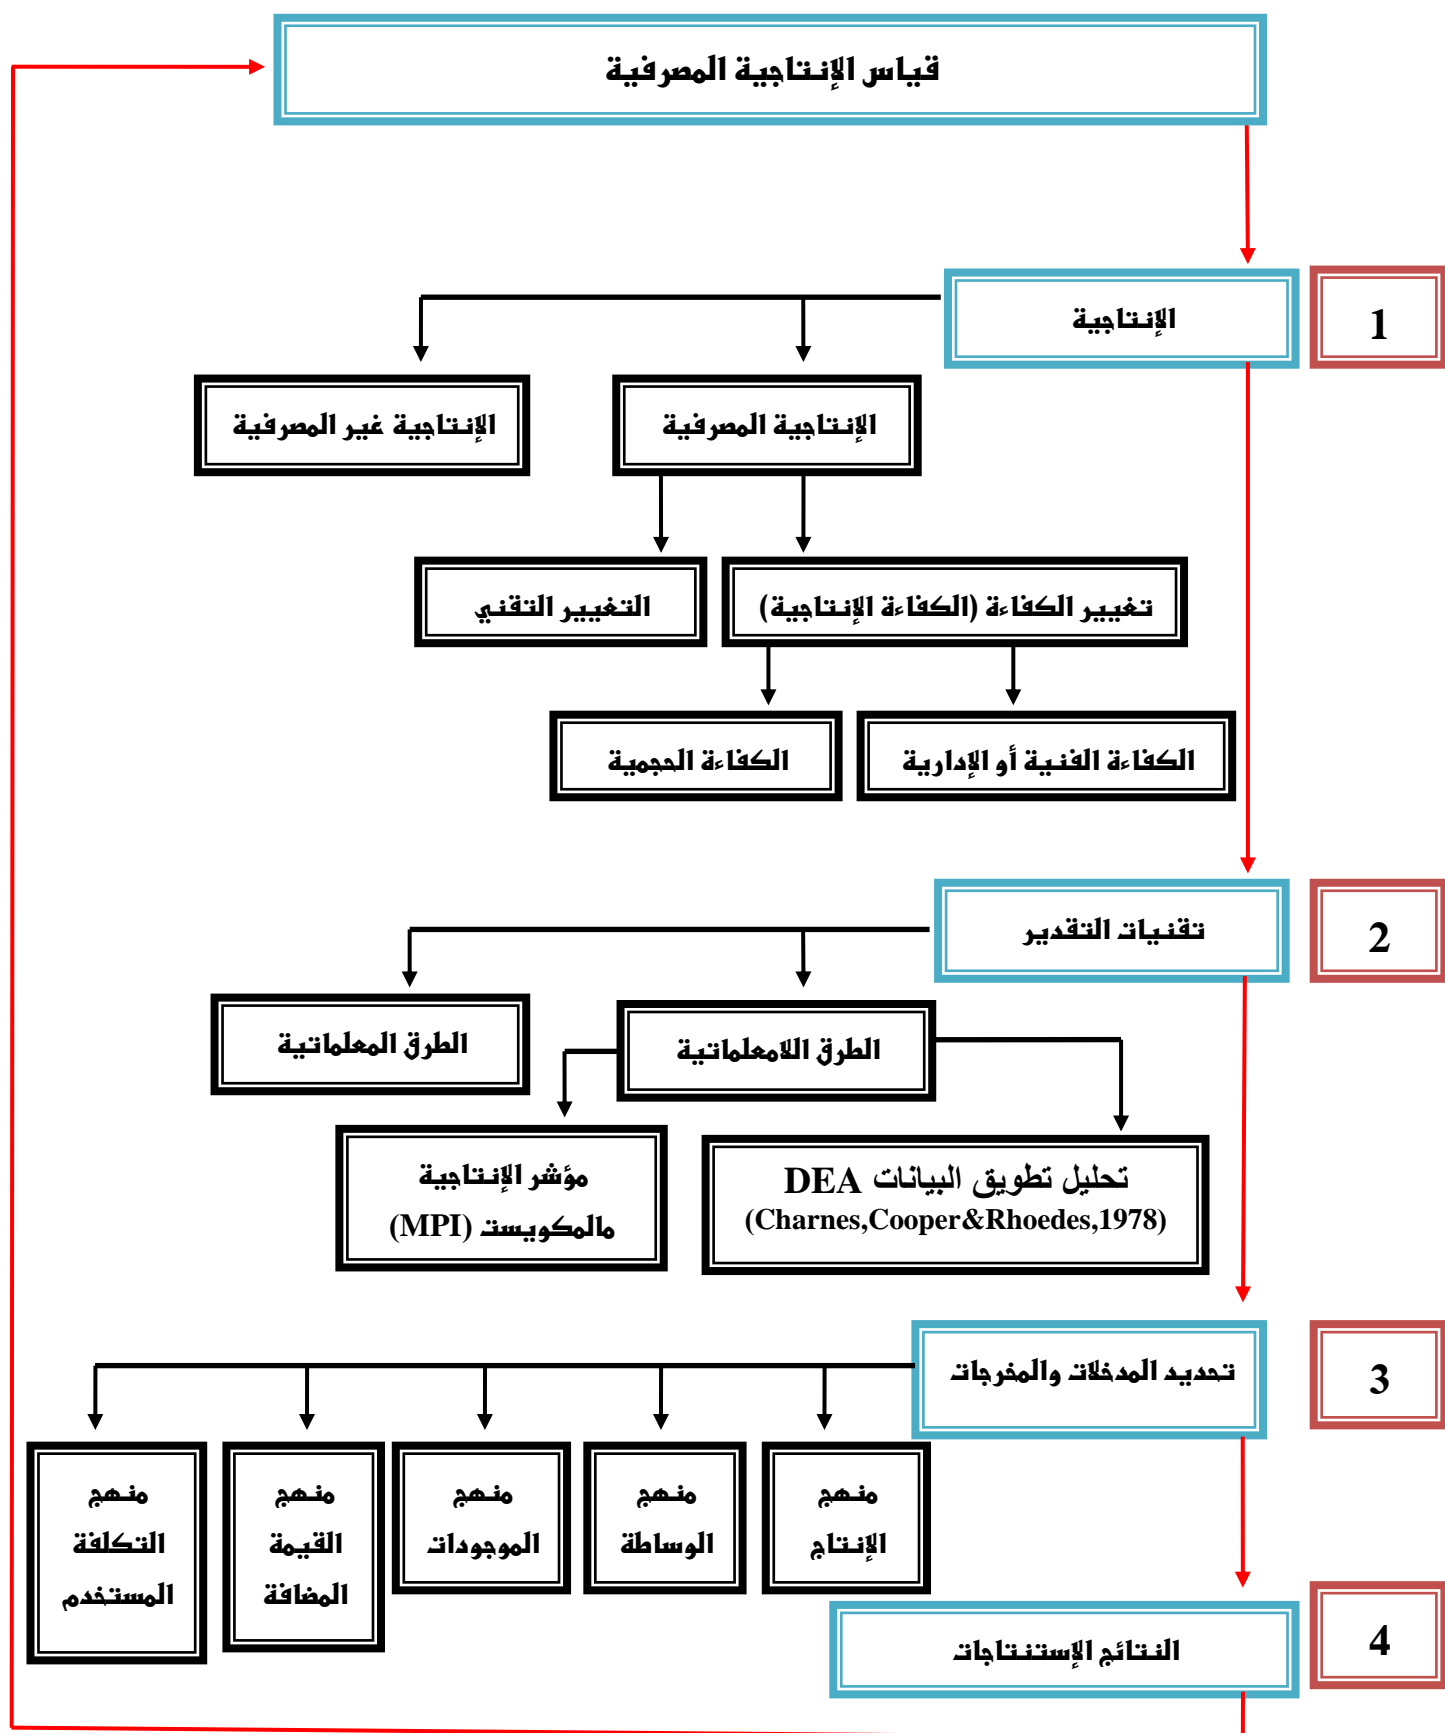 قياس الإنتاجية المصرفية
1
الإنتاجية
الإنتاجية المصرفية
الإنتاجية غير المصرفية
تغيير الكفاءة (الكفاءة الإنتاجية)
التغيير التقني
الكفاءة الفنية أو الإدارية
الكفاءة الحجمية
2
تقنيات التقدير
الطرق اللامعلماتية
الطرق المعلماتية
تحليل تطويق البيانات DEA
(Charnes,Cooper&Rhoedes,1978)
مؤشر الإنتاجية
مالمكويست (MPI)
3
تحديد المدخلات والمخرجات
منهج
الإنتاج
منهج
الوساطة
منهج
الموجودات
منهج
القيمة
المضافة
منهج
التكلفة
المستخدم
4
النتائج الإستنتاجات